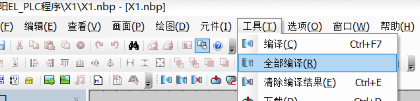 阳EL_PLC程序\X1\X1.nbp - [X1.nbp]
(F) 编辑(E) 查看(V) 画面(P) 绘图(D) 元件(I) 工具(T) 选项(O) 窗口(W) 帮助(H)
编译(C) Ctrl+F7
全部编译(R)
清除编译结果(E) Ctrl+E